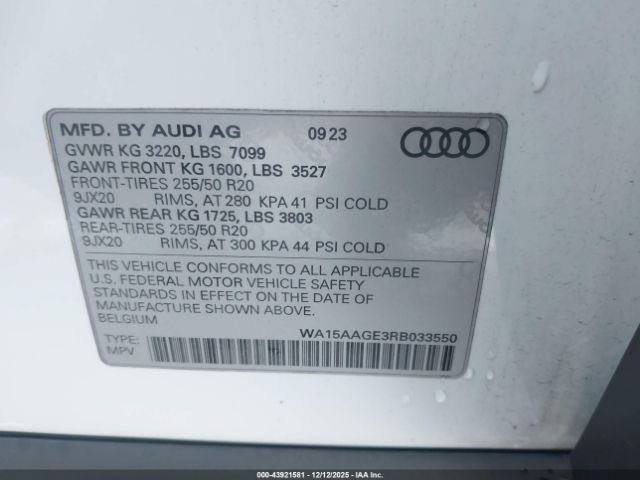 MFD. BY AUDI AG 09 23
GVWR KG 3220, LBS 7099
GAWR FRONT KG 1600, LBS 3527
FRONT-TIRES 255/50 R20
9JX20 RIMS, AT 280 KPA 41 PSI COLD
GAWR REAR KG 1725, LBS 3803
REAR-TIRES 255/50 R20
9JX20 RIMS, AT 300 KPA 44 PSI COLD
THIS VEHICLE CONFORMS TO ALL APPLICABLE
U.S. FEDERAL MOTOR VEHICLE SAFETY
STANDARDS IN EFFECT ON THE DATE OF
MANUFACTURE SHOWN ABOVE.
BELGIUM
WA15AAGE3RB033550
TYPE:
MPV
000-43921581 - 12/12/2025 - IAAI, Inc.